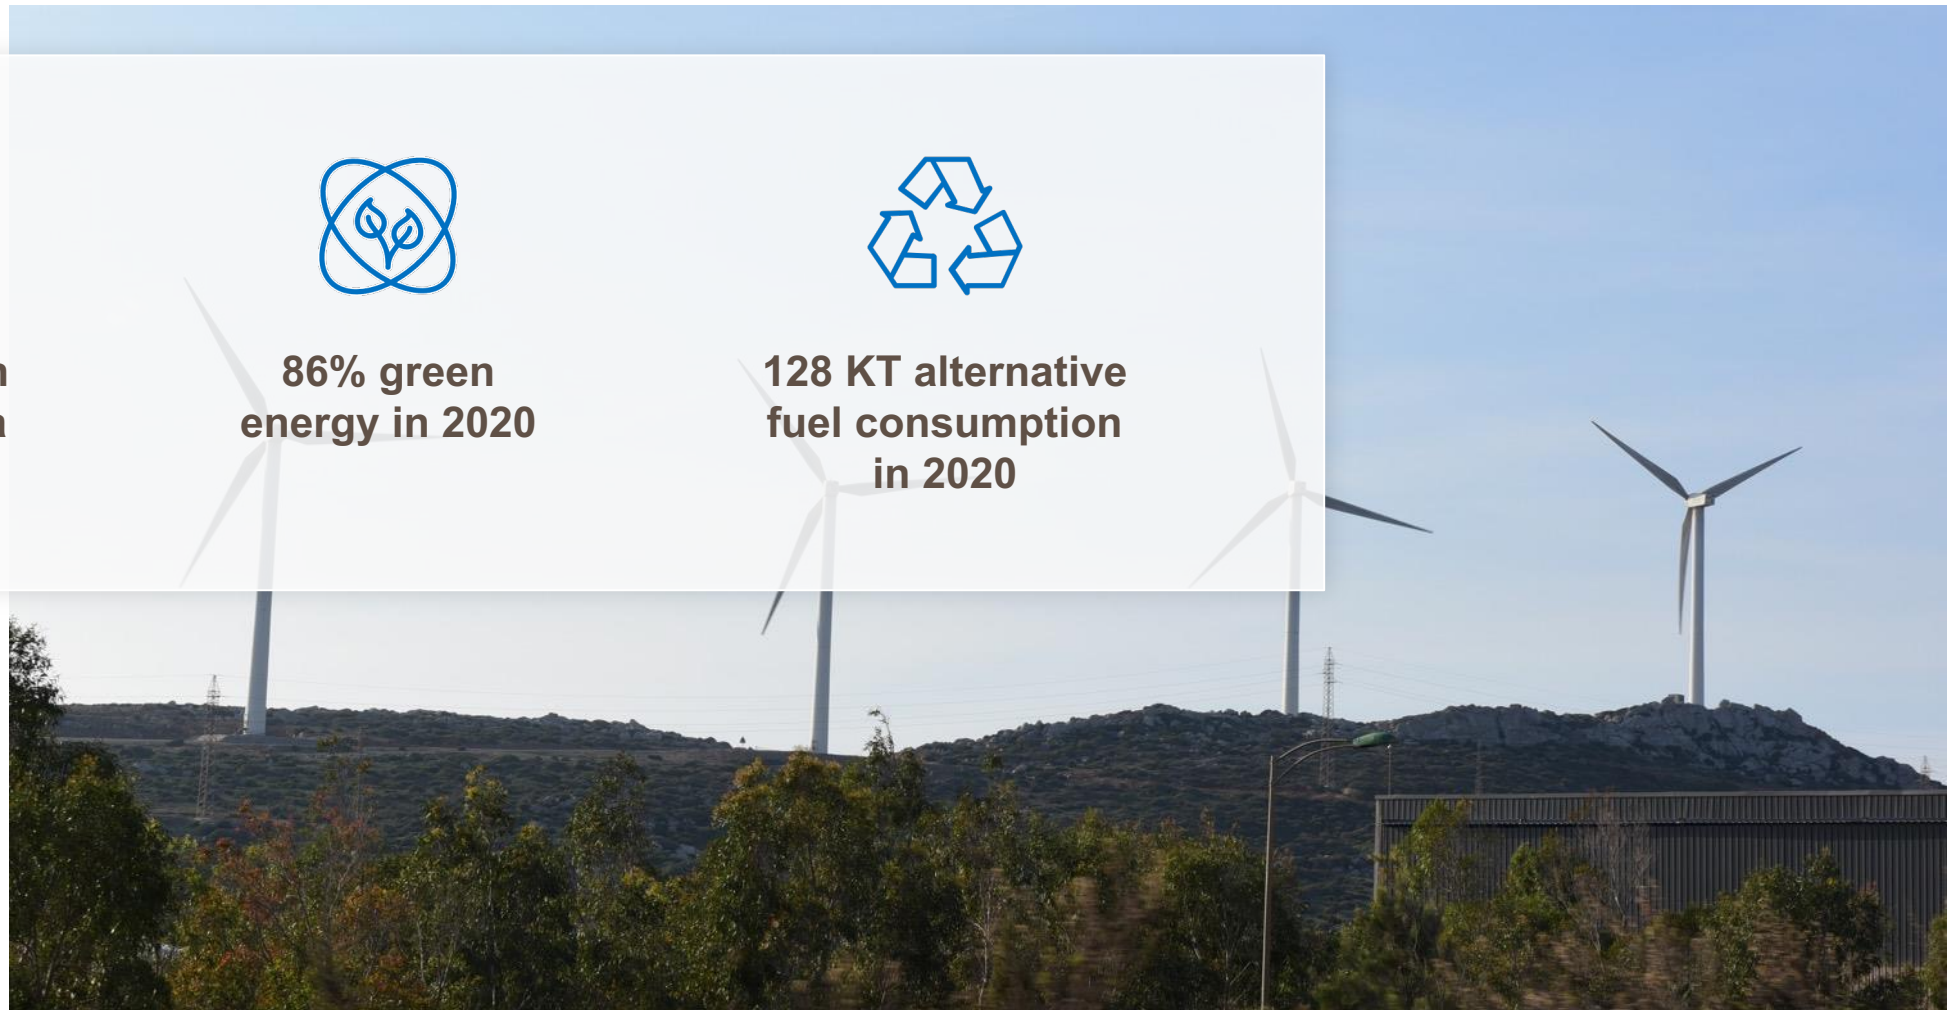 86% green
energy in 2020
128 KT alternative
fuel consumption
in 2020